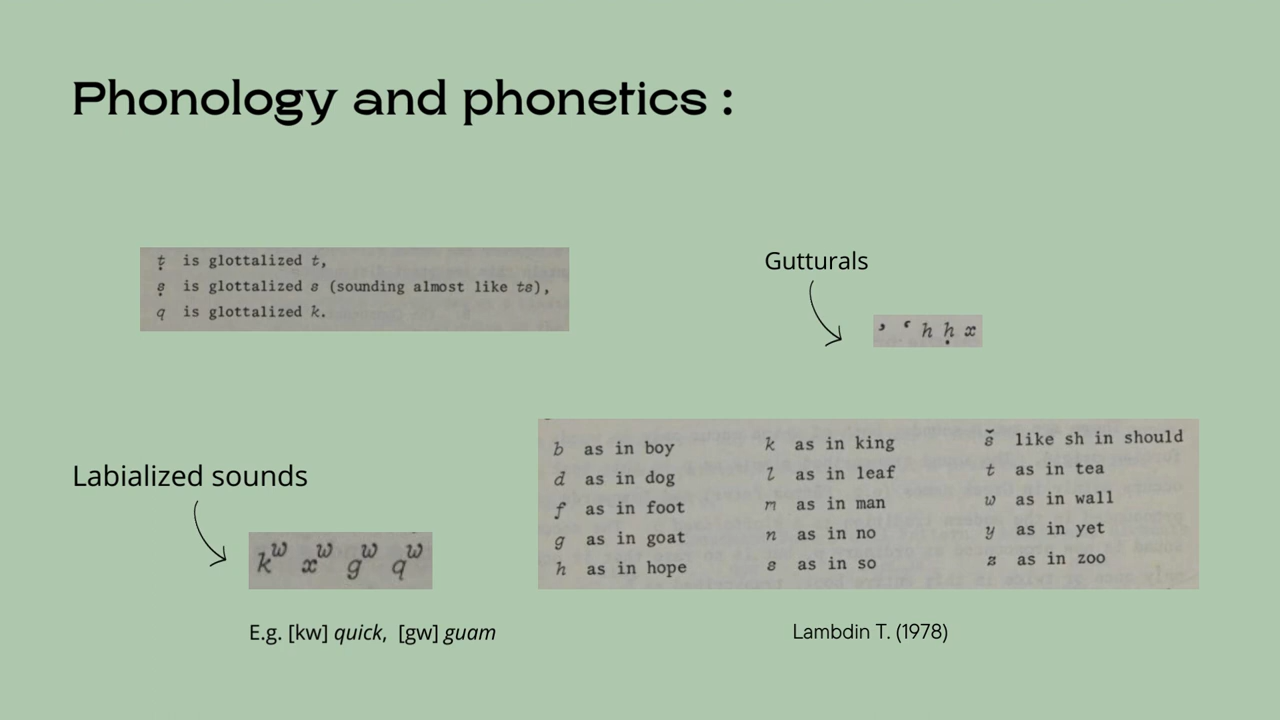 Phonology and phonetics :
ṭ is glottalized t,
ṣ is glottalized s (sounding almost like ts),
q is glottalized k.
Gutturals
ʾ ʿ h ḥ x
Labialized sounds
kʷ xʷ gʷ qʷ
E.g. [kw] quick, [gw] guam
b as in boy
d as in dog
f as in foot
g as in goat
h as in hope
k as in king
l as in leaf
m as in man
n as in no
s as in so
š like sh in should
t as in tea
w as in wall
y as in yet
z as in zoo
Lambdin T. (1978)